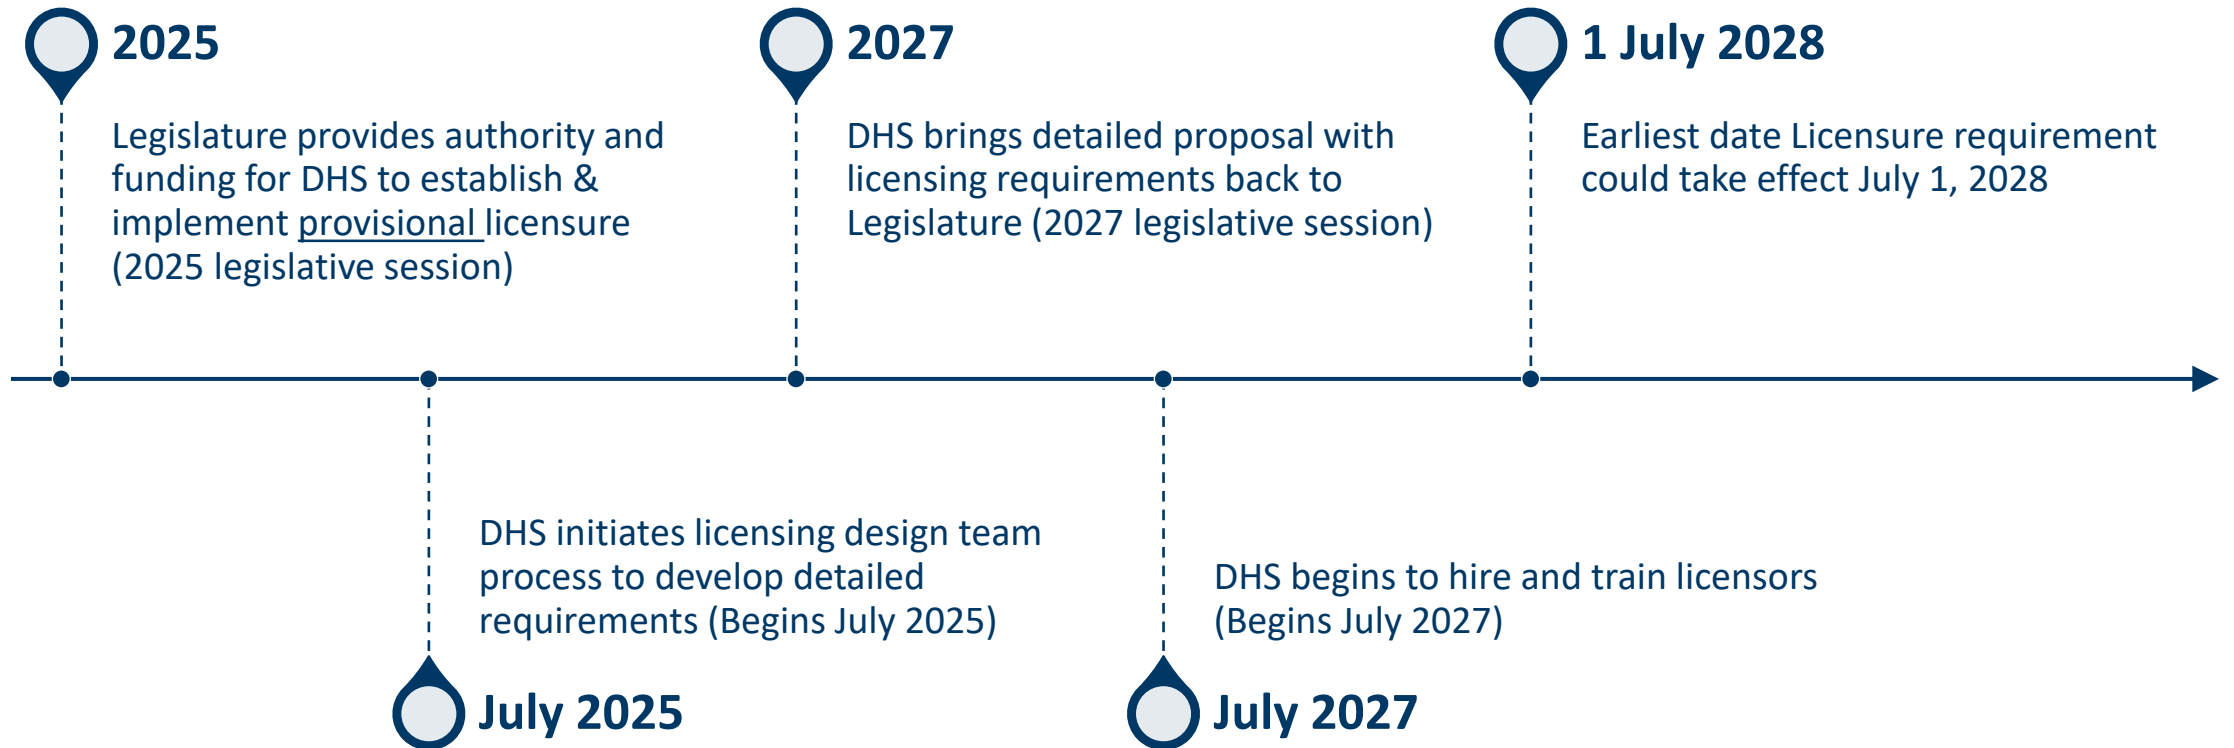 2025
Legislature provides authority and
funding for DHS to establish &
implement provisional licensure
(2025 legislative session)
DHS initiates licensing design team
process to develop detailed
requirements (Begins July 2025)
July 2025
2027
DHS brings detailed proposal with
licensing requirements back to
Legislature (2027 legislative session)
DHS begins to hire and train licensors
(Begins July 2027)
July 2027
1 July 2028
Earliest date Licensure requirement
could take effect July 1, 2028